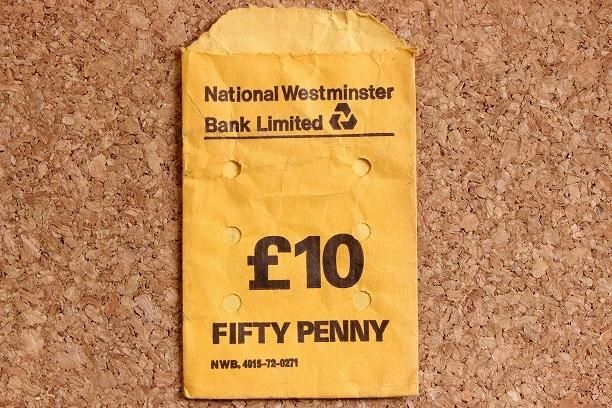 National Westminster
Bank Limited
£10
FIFTY PENNY
NWB. 4915-72-0271